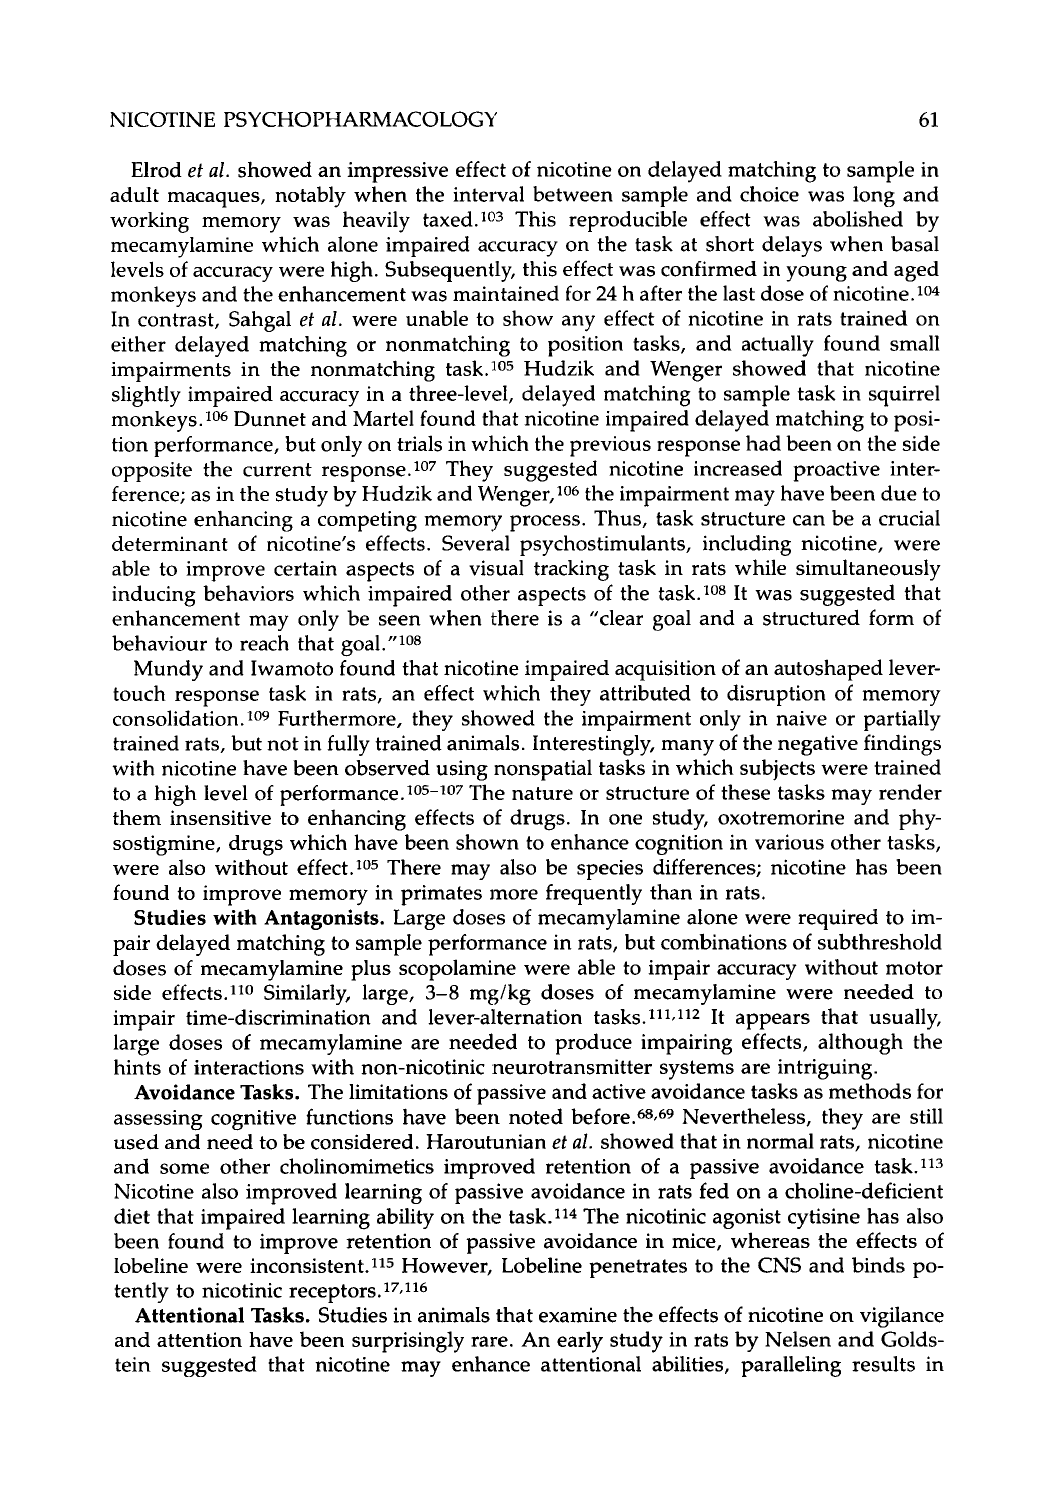 NICOTINE PSYCHOPHARMACOLOGY 61
Elrod et al. showed an impressive effect of nicotine on delayed matching to sample in
adult macaques, notably when the interval between sample and choice was long and
working memory was heavily taxed.103 This reproducible effect was abolished by
mecamylamine which alone impaired accuracy on the task at short delays when basal
levels of accuracy were high. Subsequently, this effect was confirmed in young and aged
monkeys and the enhancement was maintained for 24 h after the last dose of nicotine.104
In contrast, Sahgal et al. were unable to show any effect of nicotine in rats trained on
either delayed matching or nonmatching to position tasks, and actually found small
impairments in the nonmatching task.105 Hudzik and Wenger showed that nicotine
slightly impaired accuracy in a three-level, delayed matching to sample task in squirrel
monkeys.106 Dunnet and Martel found that nicotine impaired delayed matching to posi-
tion performance, but only on trials in which the previous response had been on the side
opposite the current response.107 They suggested nicotine increased proactive inter-
ference; as in the study by Hudzik and Wenger,106 the impairment may have been due to
nicotine enhancing a competing memory process. Thus, task structure can be a crucial
determinant of nicotine's effects. Several psychostimulants, including nicotine, were
able to improve certain aspects of a visual tracking task in rats while simultaneously
inducing behaviors which impaired other aspects of the task.108 It was suggested that
enhancement may only be seen when there is a "clear goal and a structured form of
behaviour to reach that goal."108
Mundy and Iwamoto found that nicotine impaired acquisition of an autoshaped lever-
touch response task in rats, an effect which they attributed to disruption of memory
consolidation.109 Furthermore, they showed the impairment only in naive or partially
trained rats, but not in fully trained animals. Interestingly, many of the negative findings
with nicotine have been observed using nonspatial tasks in which subjects were trained
to a high level of performance.105–107 The nature or structure of these tasks may render
them insensitive to enhancing effects of drugs. In one study, oxotremorine and phy-
sostigmine, drugs which have been shown to enhance cognition in various other tasks,
were also without effect.105 There may also be species differences; nicotine has been
found to improve memory in primates more frequently than in rats.
Studies with Antagonists. Large doses of mecamylamine alone were required to im-
pair delayed matching to sample performance in rats, but combinations of subthreshold
doses of mecamylamine plus scopolamine were able to impair accuracy without motor
side effects.110 Similarly, large, 3–8 mg/kg doses of mecamylamine were needed to
impair time-discrimination and lever-alternation tasks.111,112 It appears that usually,
large doses of mecamylamine are needed to produce impairing effects, although the
hints of interactions with non-nicotinic neurotransmitter systems are intriguing.
Avoidance Tasks. The limitations of passive and active avoidance tasks as methods for
assessing cognitive functions have been noted before.68,69 Nevertheless, they are still
used and need to be considered. Haroutunian et al. showed that in normal rats, nicotine
and some other cholinomimetics improved retention of a passive avoidance task.113
Nicotine also improved learning of passive avoidance in rats fed on a choline-deficient
diet that impaired learning ability on the task.114 The nicotinic agonist cytisine has also
been found to improve retention of passive avoidance in mice, whereas the effects of
lobeline were inconsistent.115 However, Lobeline penetrates to the CNS and binds po-
tently to nicotinic receptors.17,116
Attentional Tasks. Studies in animals that examine the effects of nicotine on vigilance
and attention have been surprisingly rare. An early study in rats by Nelsen and Golds-
tein suggested that nicotine may enhance attentional abilities, paralleling results in